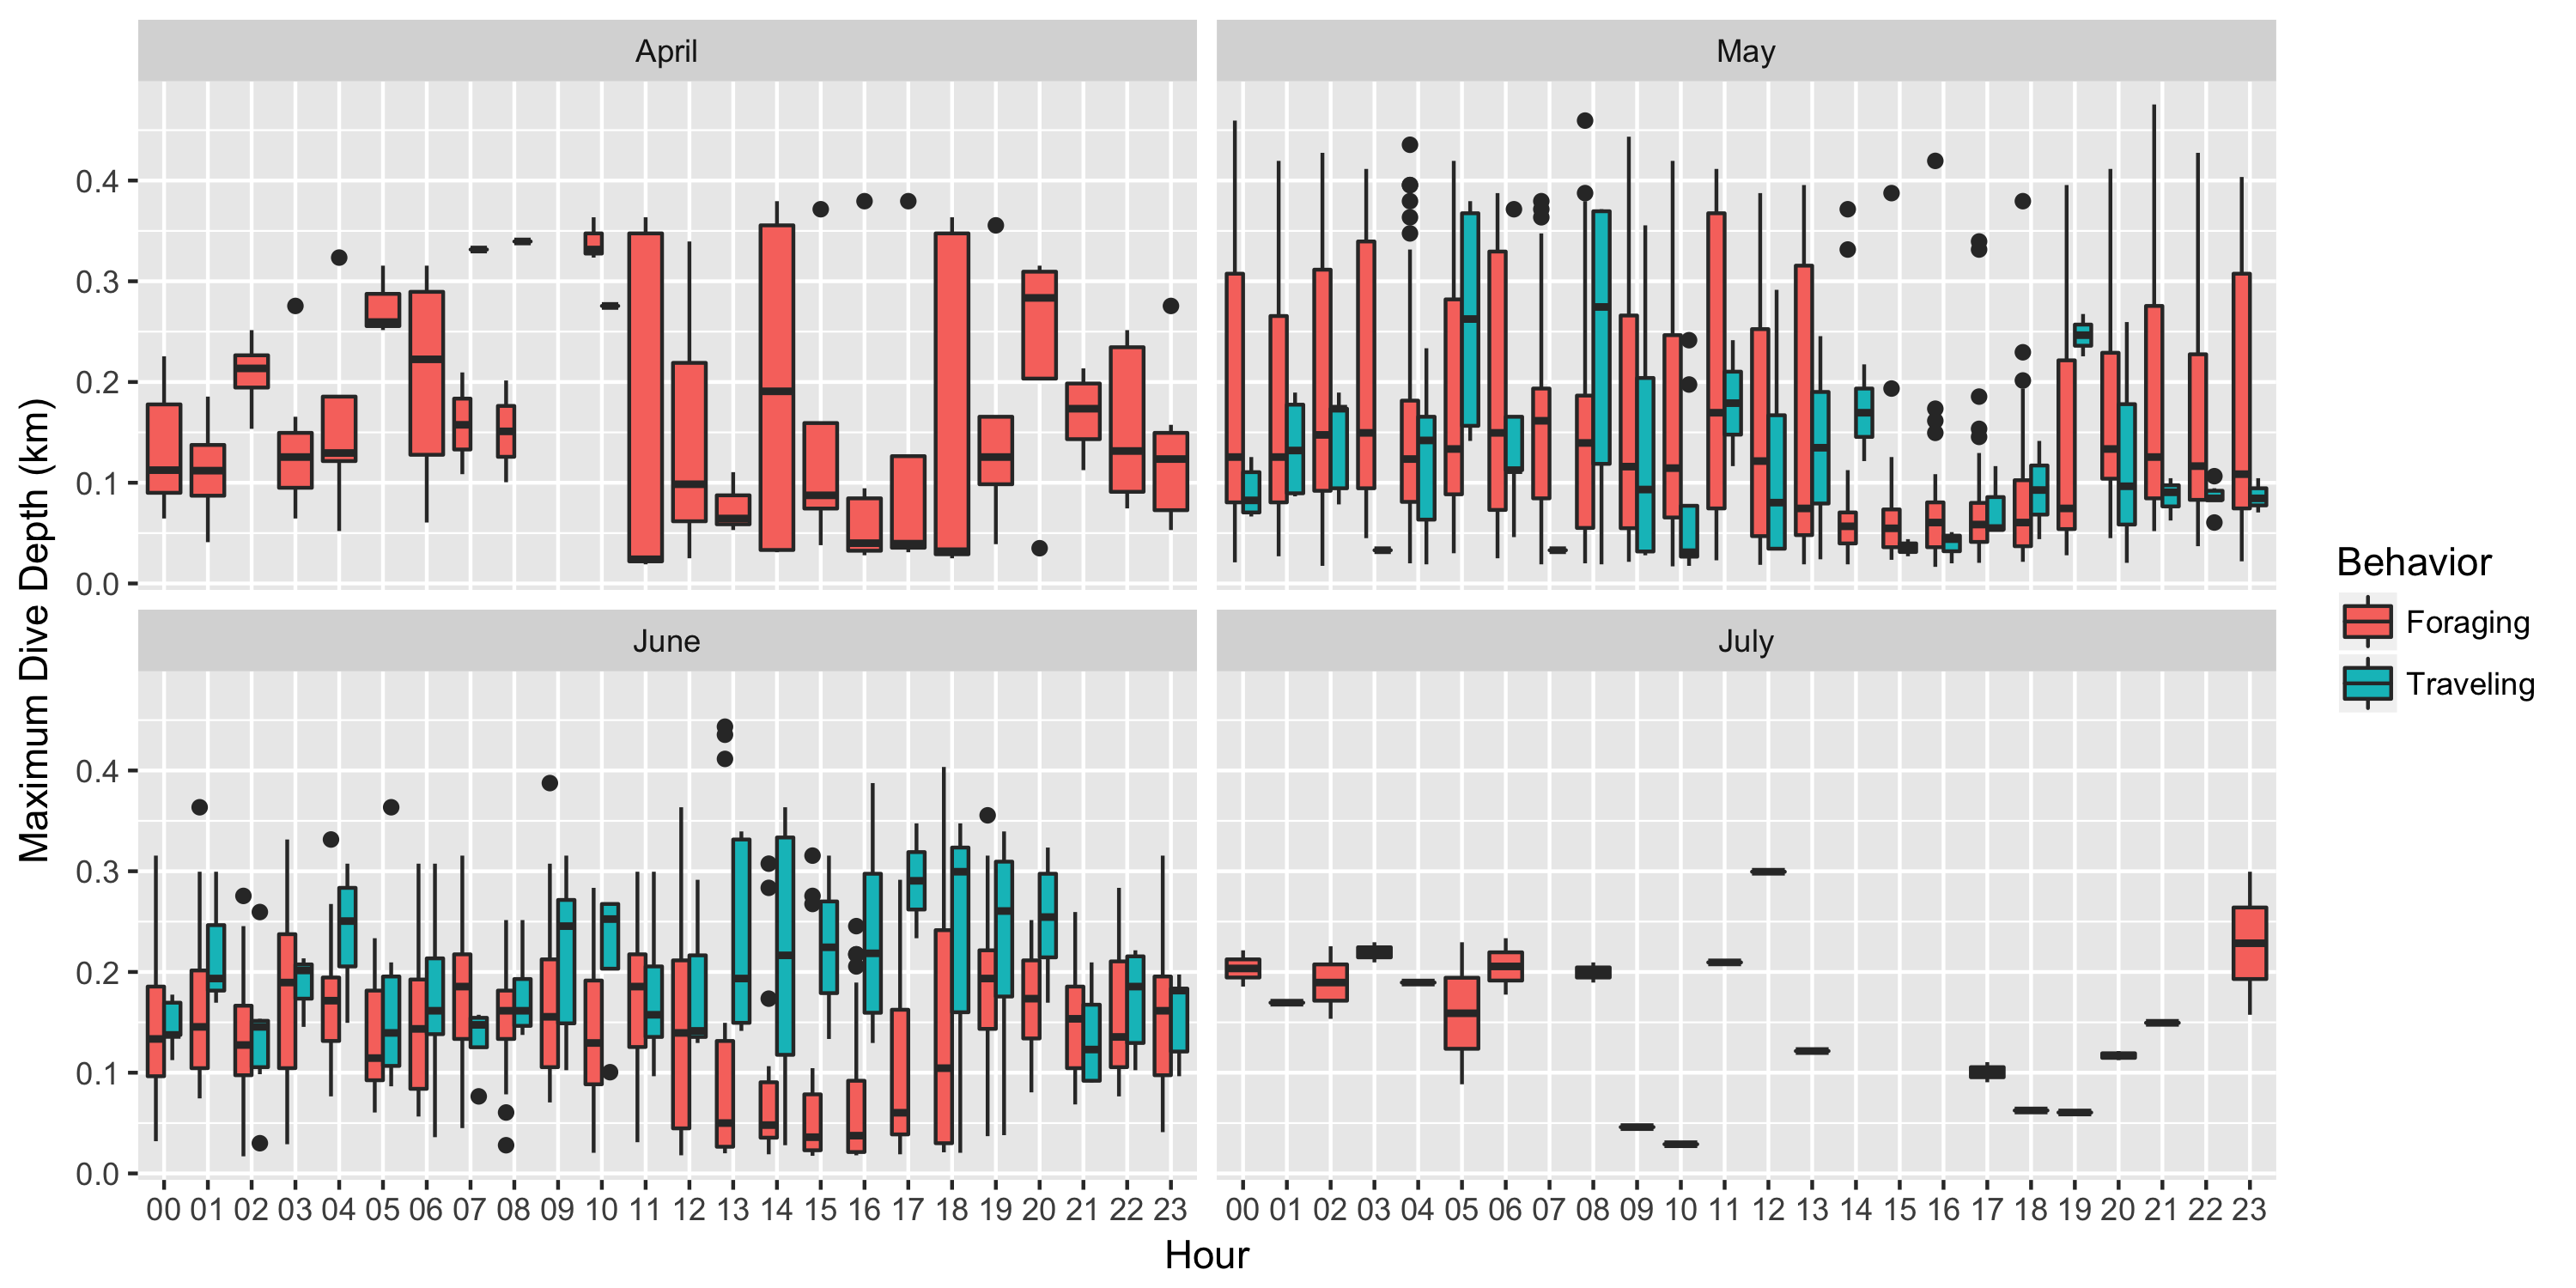 April
May
0.4
0.3
0.2
0.1
0.0
June
July
0.4
0.3
0.2
0.1
0.0
00 01 02 03 04 05 06 07 08 09 10 11 12 13 14 15 16 17 18 19 20 21 22 23
00 01 02 03 04 05 06 07 08 09 10 11 12 13 14 15 16 17 18 19 20 21 22 23
Hour
Maximum Dive Depth (km)
Behavior
Foraging
Traveling